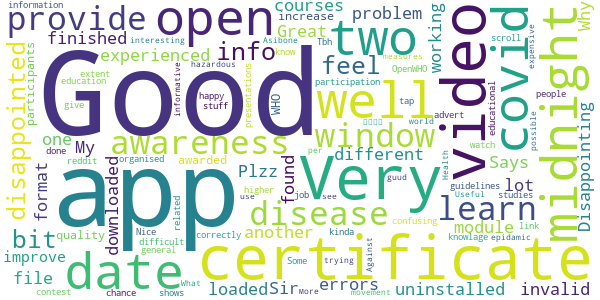 information
provide
open
info
courses
increase
problem
Great
participants
finished
experienced
two
feel
know
interesting
Asibone
Tbh
extent
education
hazardous
stuff
informative
happy
give
presentations
WHO
participation
OpenWHO
measures
working
video
scroll
expensive
covid
midnight
Why
Good
disappointed
well
tap
world
advert
educational
people
possible
awareness
window
My
one
done
reddit
organised
awarded
Plzz
different
per
guud
watch
Says
Disappointing
format
downloaded
app
disease
found
Very
learn
job
see
Health
Useful
guidelines
studies
lot
link
quality
related
Nice
higher
use
kinda
another
module
knowlage
epidamic
bit
improve
difficult
general
correctly
certificate
confusing
trying
Some
Against
file
date
What
contest
chance
shows
loaded
Sir
More
errors
movement
uninstalled
invalid